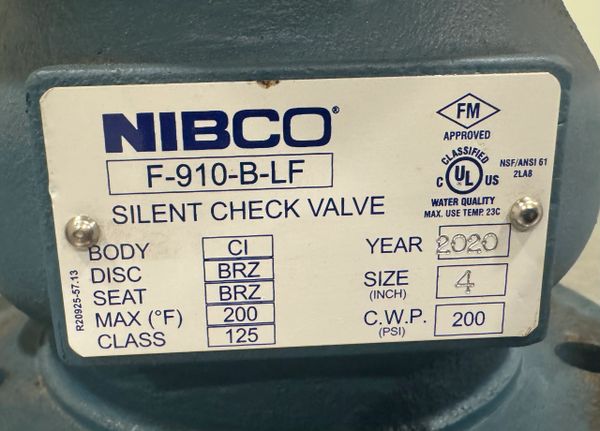 NIBCO®
F-910-B-LF
SILENT CHECK VALVE
BODY CI
DISC BRZ
SEAT BRZ
MAX (°F) 200
CLASS 125
YEAR 2020
SIZE (INCH) 4
C.W.P. (PSI) 200
FM
APPROVED
CLASSIFIED
C UL US
NSF/ANSI 61
2LA8
WATER QUALITY
MAX. USE TEMP. 23C
R20925-57.13